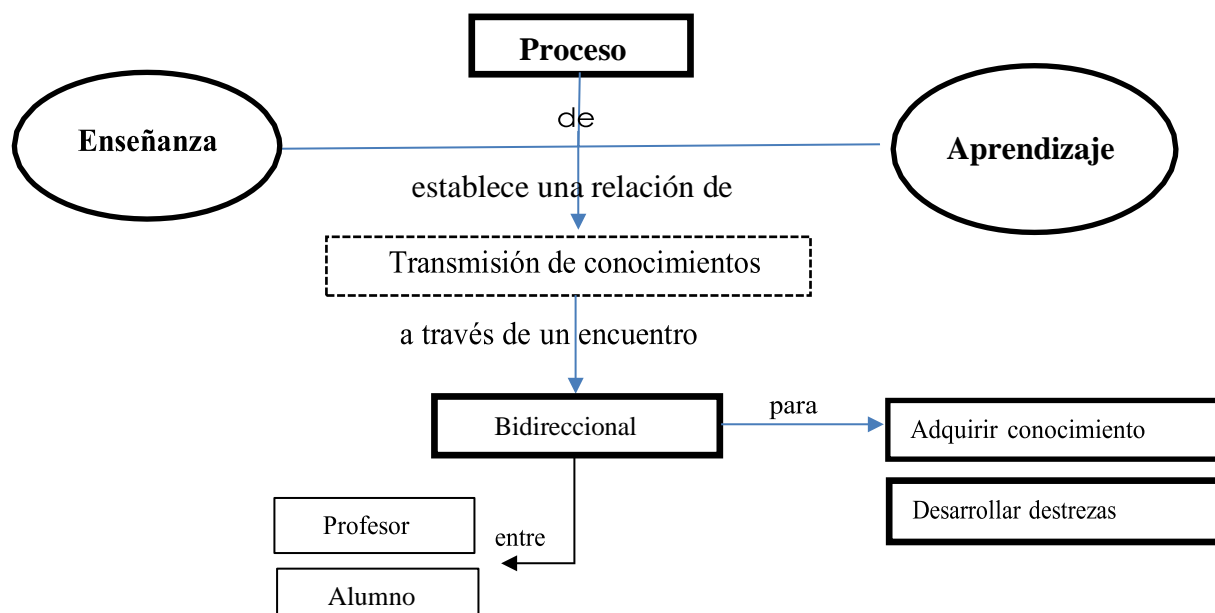 Proceso
de
Enseñanza
Aprendizaje
establece una relación de
Transmisión de conocimientos
a través de un encuentro
Bidireccional
para
Adquirir conocimiento
Desarrollar destrezas
Profesor
entre
Alumno